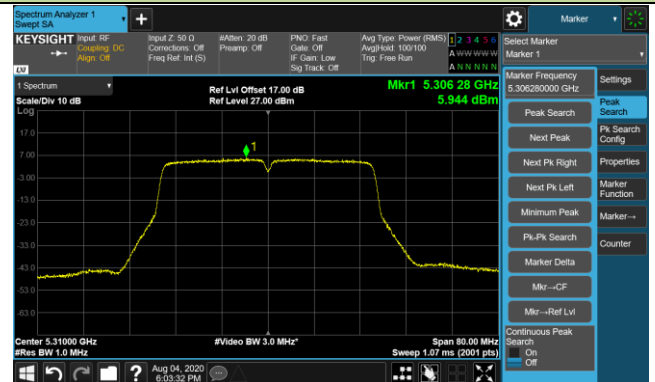 Spectrum Analyzer 1
Swept SA
+
Marker
KEYSIGHT
Input: RF
Coupling: DC
Align: Off
Input Z: 50 Ω
Corrections: Off
Freq Ref: Int (S)
#Atten: 20 dB
Preamp: Off
PNO: Fast
Gate: Off
IF Gain: Low
Sig Track: Off
Avg Type: Power (RMS)
Avg|Hold: 100/100
Trig: Free Run
1 2 3 4 5 6
A W W W W W
A N N N N N
LXI
Select Marker
Marker 1
1 Spectrum
Scale/Div 10 dB
Ref Lvl Offset 17.00 dB
Ref Level 27.00 dBm
Mkr1 5.306 28 GHz
5.944 dBm
Log
17.0
7.00
-3.00
-13.0
-23.0
-33.0
-43.0
-53.0
-63.0
1
Center 5.31000 GHz
#Res BW 1.0 MHz
#Video BW 3.0 MHz*
Span 80.00 MHz
Sweep 1.07 ms (2001 pts)
Marker Frequency
5.306280000 GHz
Peak Search
Next Peak
Next Pk Right
Next Pk Left
Minimum Peak
Pk-Pk Search
Marker Delta
Mkr→CF
Mkr→Ref Lvl
Continuous Peak
Search
On
Off
Settings
Peak
Search
Pk Search
Config
Properties
Marker
Function
Marker→
Counter
?
Aug 04, 2020
6:03:32 PM